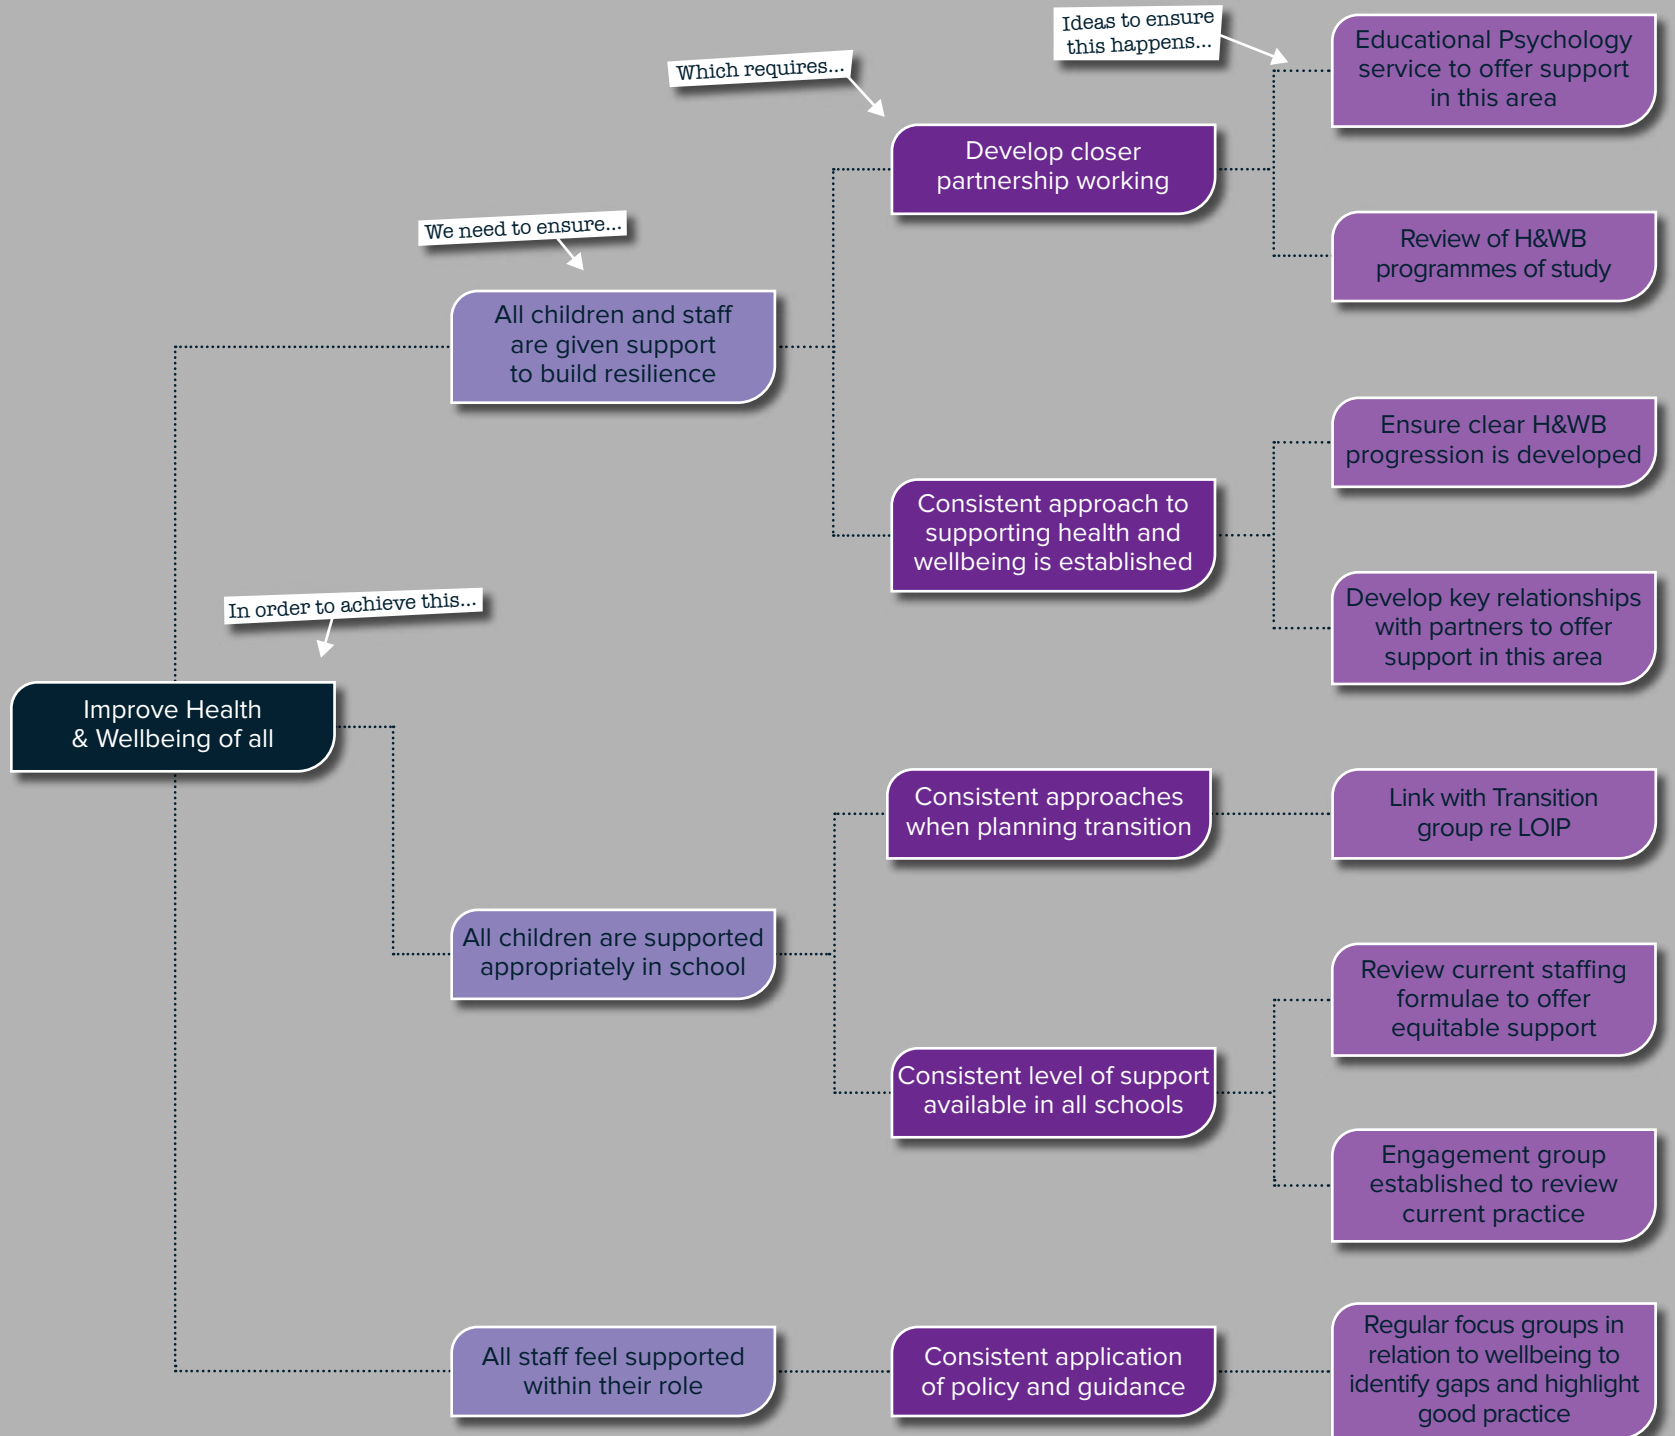 Ideas to ensure
this happens...
Educational Psychology
service to offer support
in this area
Which requires...
Develop closer
partnership working
We need to ensure...
Review of H&WB
programmes of study
All children and staff
are given support
to build resilience
Ensure clear H&WB
progression is developed
Consistent approach to
supporting health and
wellbeing is established
Develop key relationships
with partners to offer
support in this area
In order to achieve this...
Improve Health
& Wellbeing of all
Consistent approaches
when planning transition
Link with Transition
group re LOIP
All children are supported
appropriately in school
Review current staffing
formulae to offer
equitable support
Consistent level of support
available in all schools
Engagement group
established to review
current practice
All staff feel supported
within their role
Consistent application
of policy and guidance
Regular focus groups in
relation to wellbeing to
identify gaps and highlight
good practice